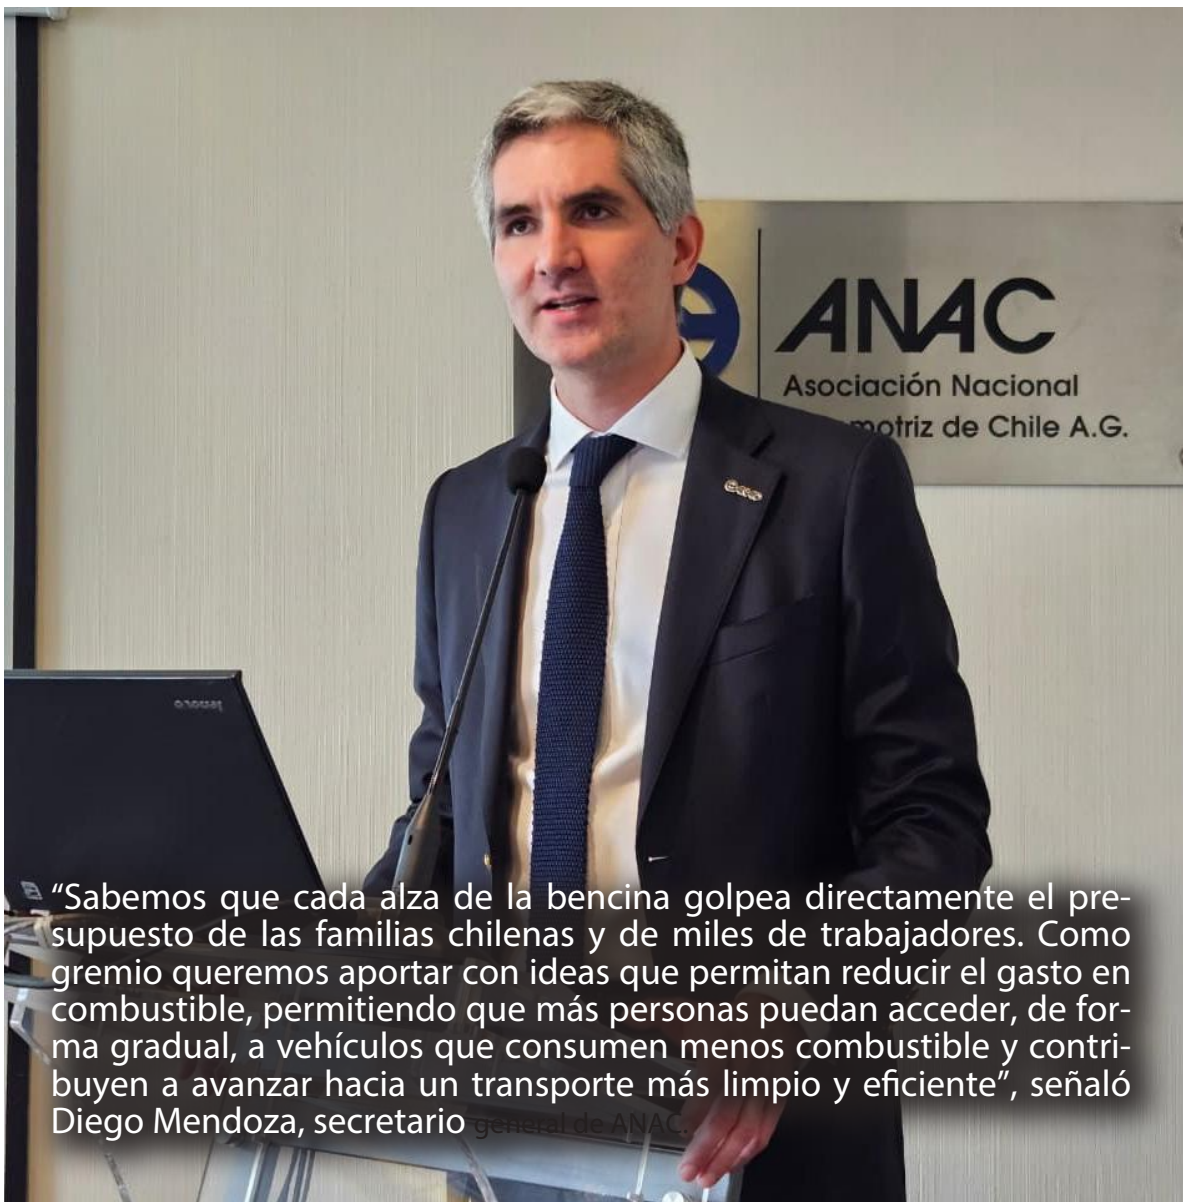 ANAC
Asociación Nacional
motriz de Chile A.G.
lenovo
“Sabemos que cada alza de la bencina golpea directamente el pre-
supuesto de las familias chilenas y de miles de trabajadores. Como
gremio queremos aportar con ideas que permitan reducir el gasto en
combustible, permitiendo que más personas puedan acceder, de for-
ma gradual, a vehículos que consumen menos combustible y contri-
buyen a avanzar hacia un transporte más limpio y eficiente”, señaló
Diego Mendoza, secretario general de ANAC.